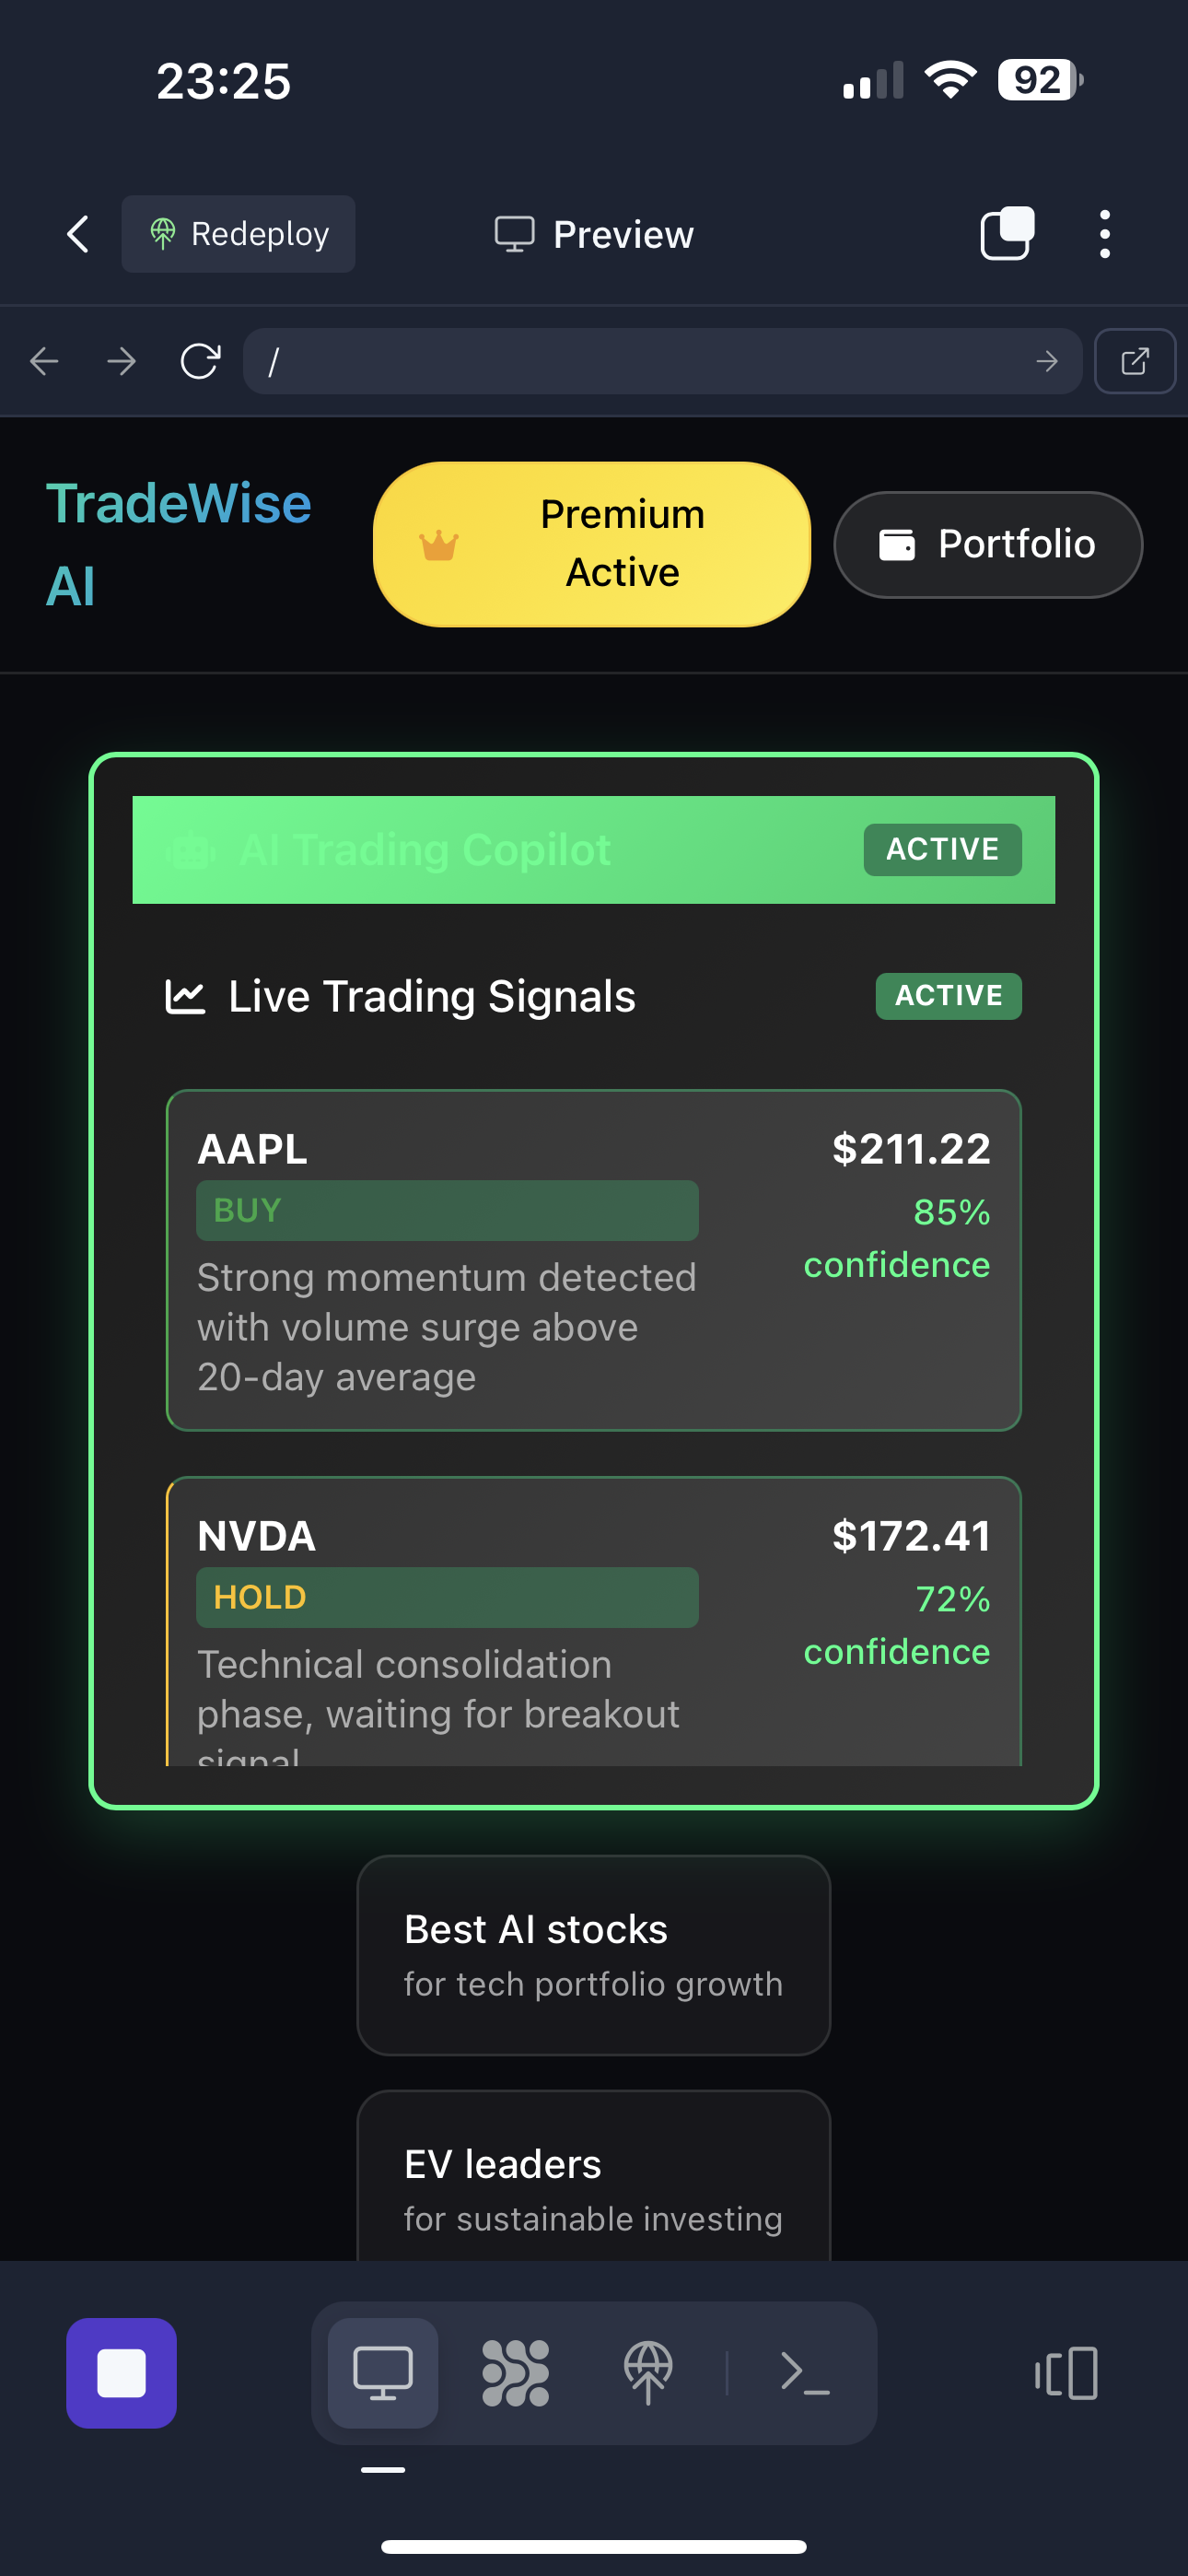 23:25
92
Redeploy
Preview
/
TradeWise
AI
Premium
Active
Portfolio
AI Trading Copilot
ACTIVE
Live Trading Signals
ACTIVE
AAPL
$211.22
BUY
85%
confidence
Strong momentum detected
with volume surge above
20-day average
NVDA
$172.41
HOLD
72%
confidence
Technical consolidation
phase, waiting for breakout
signal
Best AI stocks
for tech portfolio growth
EV leaders
for sustainable investing